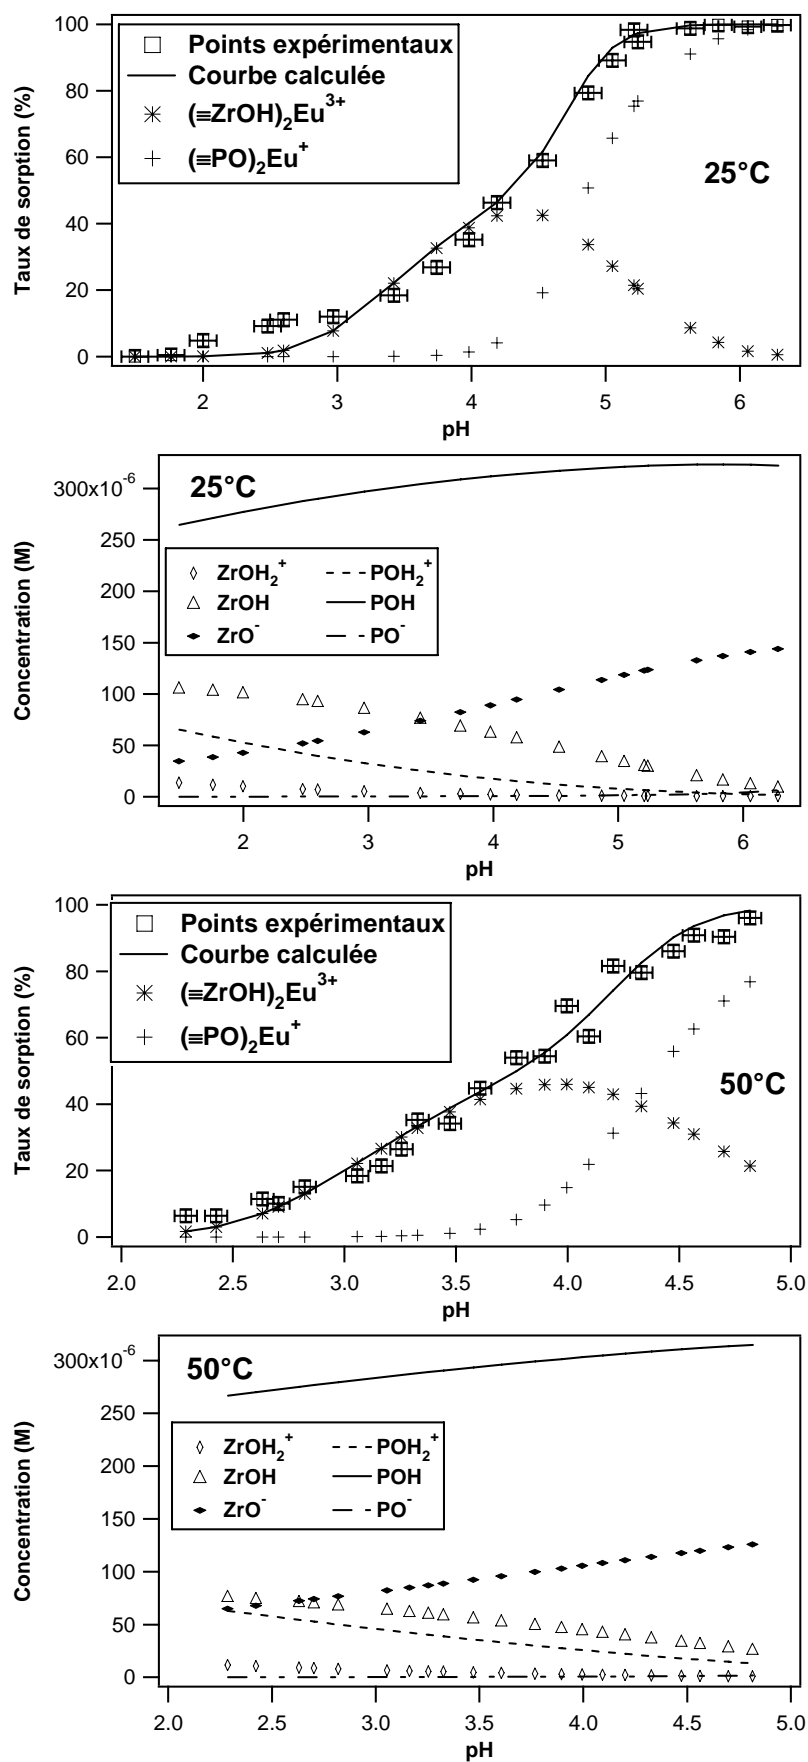 Taux de sorption (%)
100
80
60
40
20
0
Points expérimentaux
Courbe calculée
(≡ZrOH)₂Eu³⁺
(≡PO)₂Eu⁺
25°C
2 3 4 5 6
pH
Concentration (M)
300x10⁻⁶
250
200
150
100
50
0
25°C
ZrOH₂⁺ POH₂⁺
ZrOH POH
ZrO⁻ PO⁻
2 3 4 5 6
pH
Taux de sorption (%)
100
80
60
40
20
0
Points expérimentaux
Courbe calculée
(≡ZrOH)₂Eu³⁺
(≡PO)₂Eu⁺
50°C
2.0 2.5 3.0 3.5 4.0 4.5 5.0
pH
Concentration (M)
300x10⁻⁶
250
200
150
100
50
0
50°C
ZrOH₂⁺ POH₂⁺
ZrOH POH
ZrO⁻ PO⁻
2.0 2.5 3.0 3.5 4.0 4.5 5.0
pH